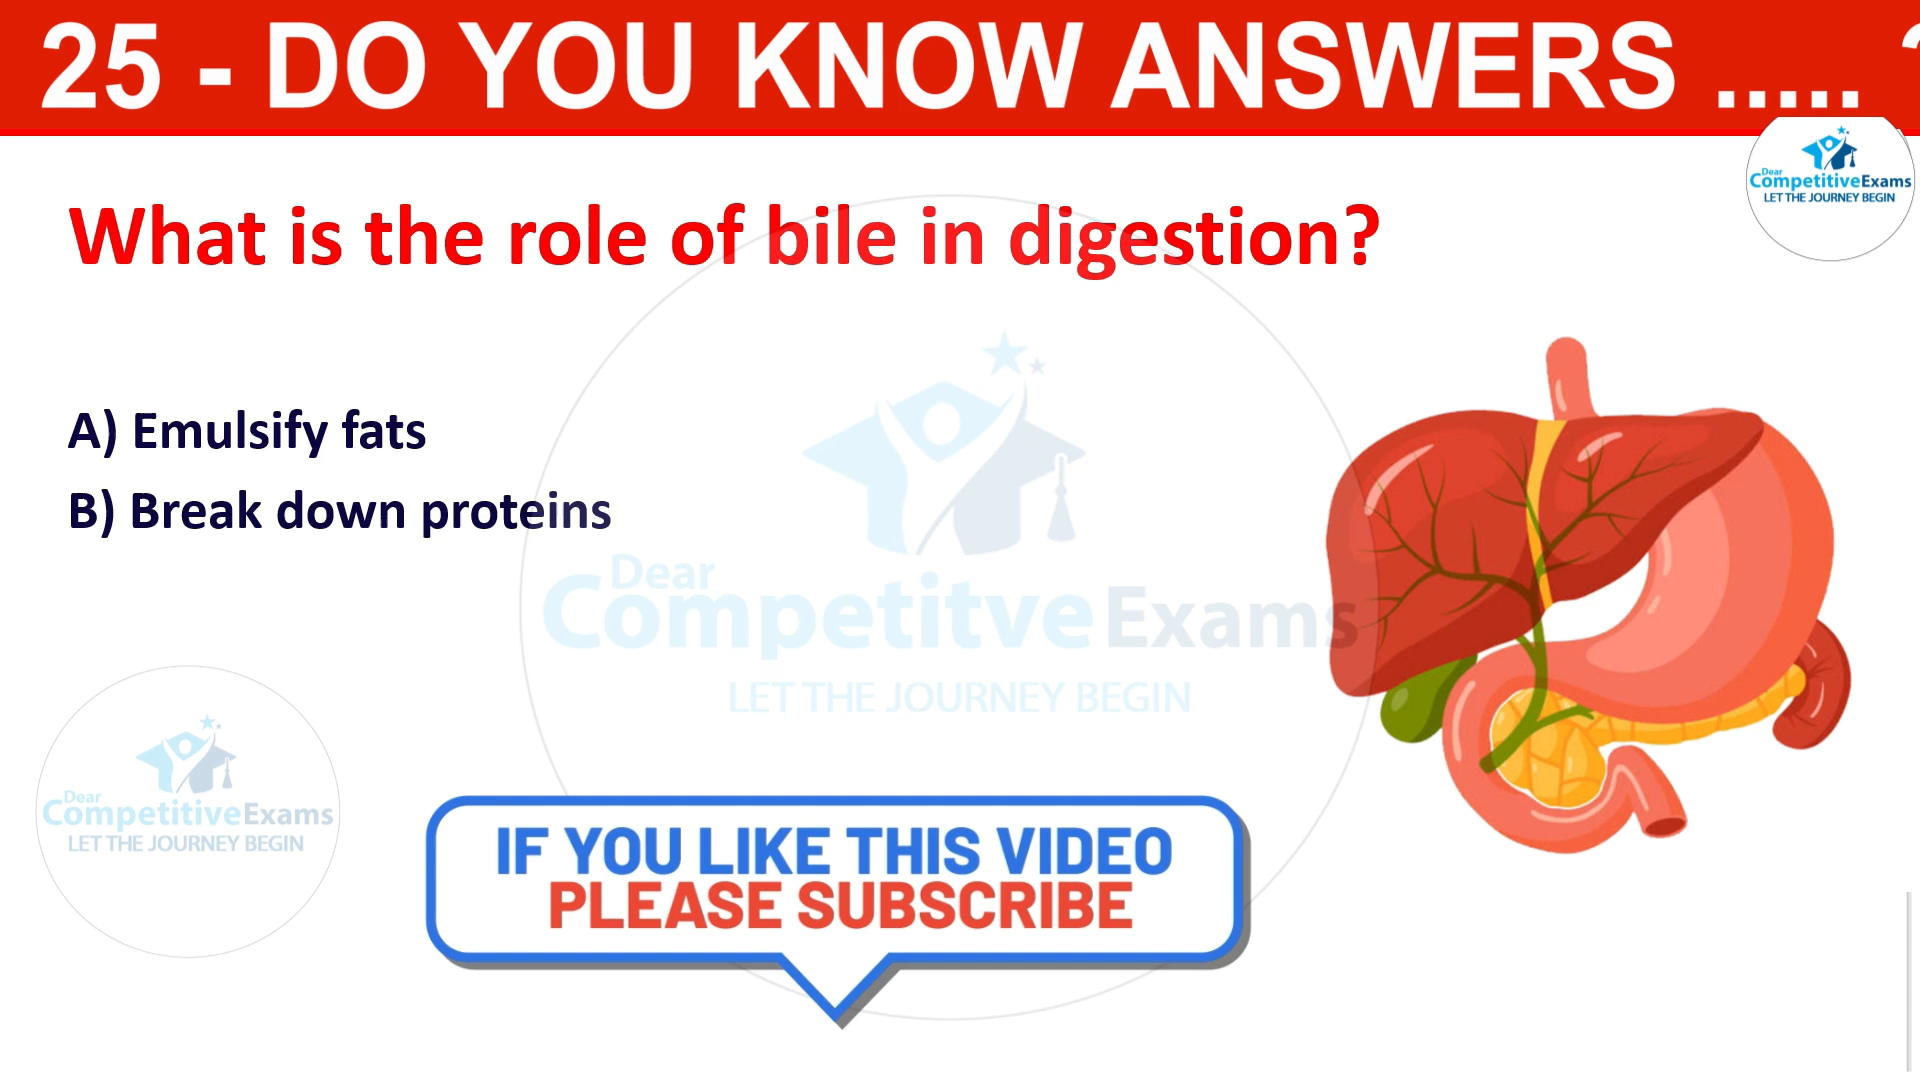 25 - DO YOU KNOW ANSWERS .....
Dear
CompetitiveExams
LET THE JOURNEY BEGIN
What is the role of bile in digestion?
A) Emulsify fats
B) Break down proteins
Dear
CompetitveExams
LET THE JOURNEY BEGIN
Dear
CompetitiveExams
LET THE JOURNEY BEGIN
IF YOU LIKE THIS VIDEO
PLEASE SUBSCRIBE